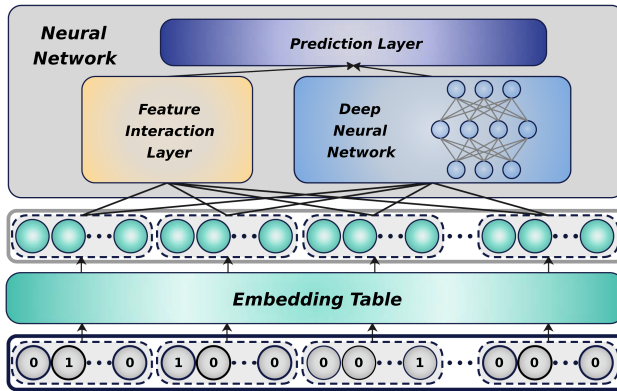 Neural
Network
Prediction Layer
Feature
Interaction
Layer
Deep
Neural
Network
Embedding Table
0 1 ••• 0 1 0 ••• 0 0 0 ••• 1 ••• 0 0 ••• 0